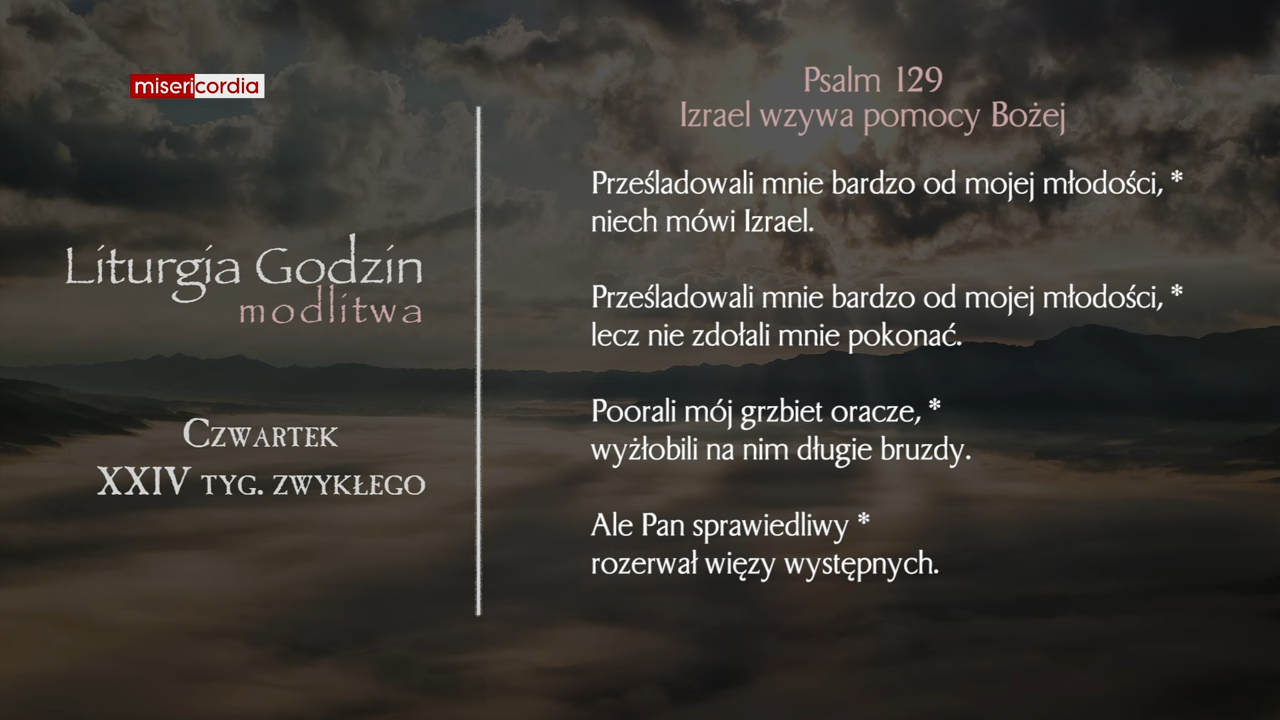 misericordia
Liturgia Godzin
modlitwa
Czwartek
XXIV tyg. zwykłego
Psalm 129
Izrael wzywa pomocy Bożej
Prześladowali mnie bardzo od mojej młodości, *
niech mówi Izrael.
Prześladowali mnie bardzo od mojej młodości, *
lecz nie zdołali mnie pokonać.
Poorali mój grzbiet oracze, *
wyżłobili na nim długie bruzdy.
Ale Pan sprawiedliwy *
rozerwał więzy występnych.